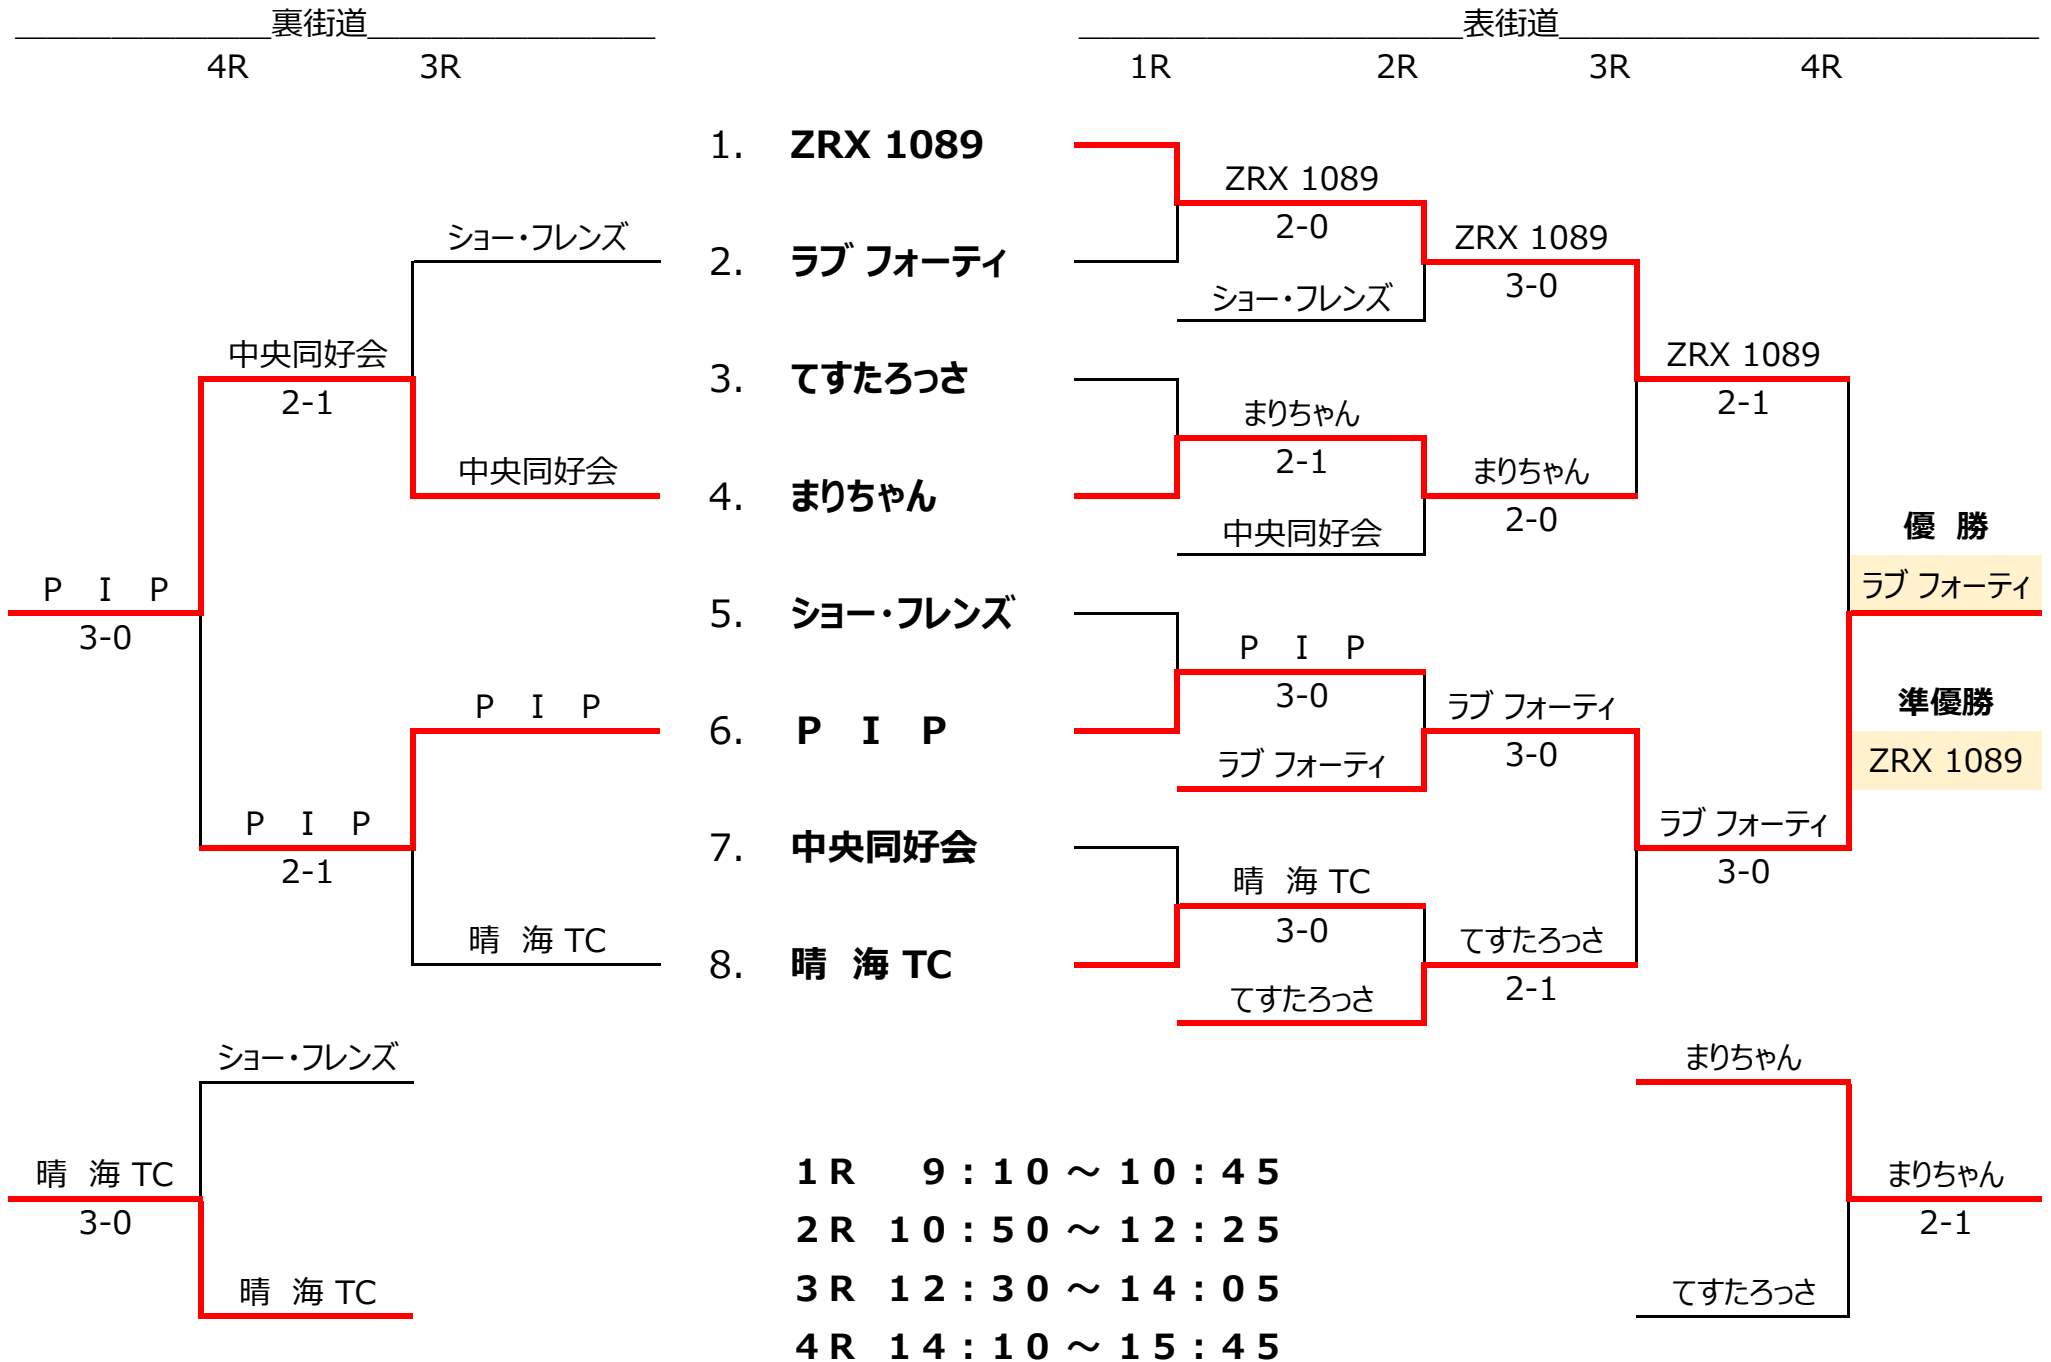 裏街道
表街道
4R 3R
1R 2R 3R 4R
1. ZRX 1089
ZRX 1089
2-0
ショー・フレンズ
2. ラブ フォーティ
ZRX 1089
3-0
ショー・フレンズ
中央同好会
2-1
3. てすたろっさ
ZRX 1089
2-1
まりちゃん
2-1
中央同好会
4. まりちゃん
まりちゃん
2-0
中央同好会
優 勝
ラブ フォーティ
P I P
3-0
5. ショー・フレンズ
P I P
3-0
準優勝
ZRX 1089
P I P
6. P I P
ラブ フォーティ
3-0
ラブ フォーティ
P I P
2-1
7. 中央同好会
ラブ フォーティ
3-0
晴 海 TC
3-0
晴 海 TC
8. 晴 海 TC
てすたろっさ
2-1
てすたろっさ
ショー・フレンズ
まりちゃん
晴 海 TC
3-0
まりちゃん
2-1
晴 海 TC
てすたろっさ
1R 9:10～10:45
2R 10:50～12:25
3R 12:30～14:05
4R 14:10～15:45